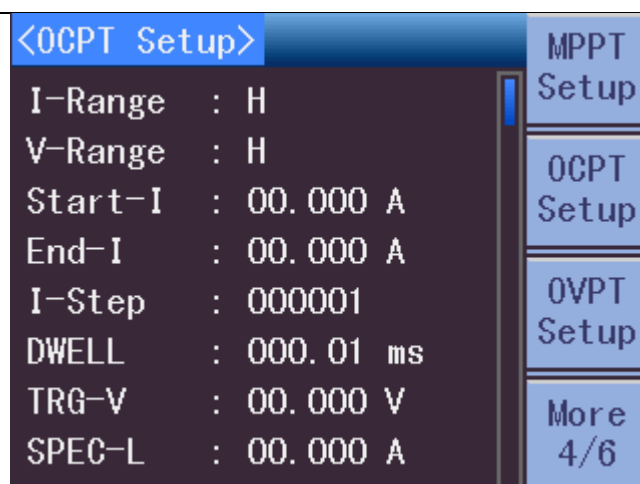 <OCPT Setup>
I-Range : H
V-Range : H
Start-I : 00.000 A
End-I : 00.000 A
I-Step : 000001
DWELL : 000.01 ms
TRG-V : 00.000 V
SPEC-L : 00.000 A
MPPT
Setup
OCPT
Setup
OVPT
Setup
More
4/6